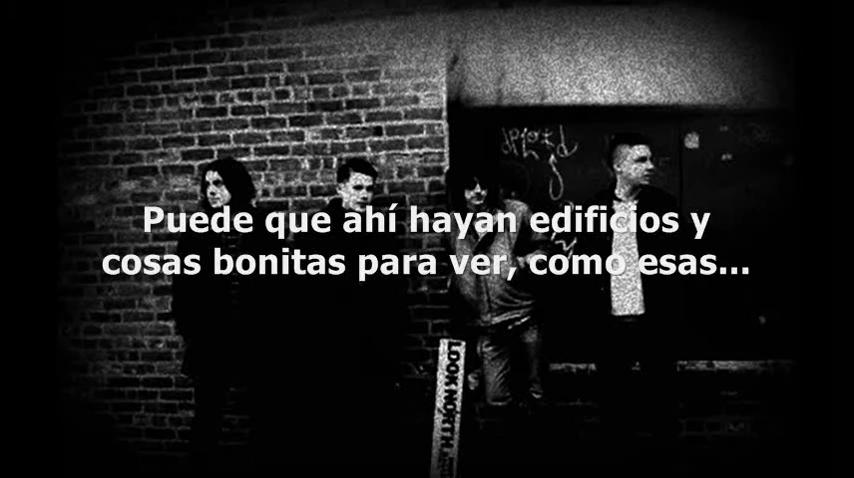 Puede que ahí hayan edificios y
cosas bonitas para ver, como esas...
LOOK NORTH